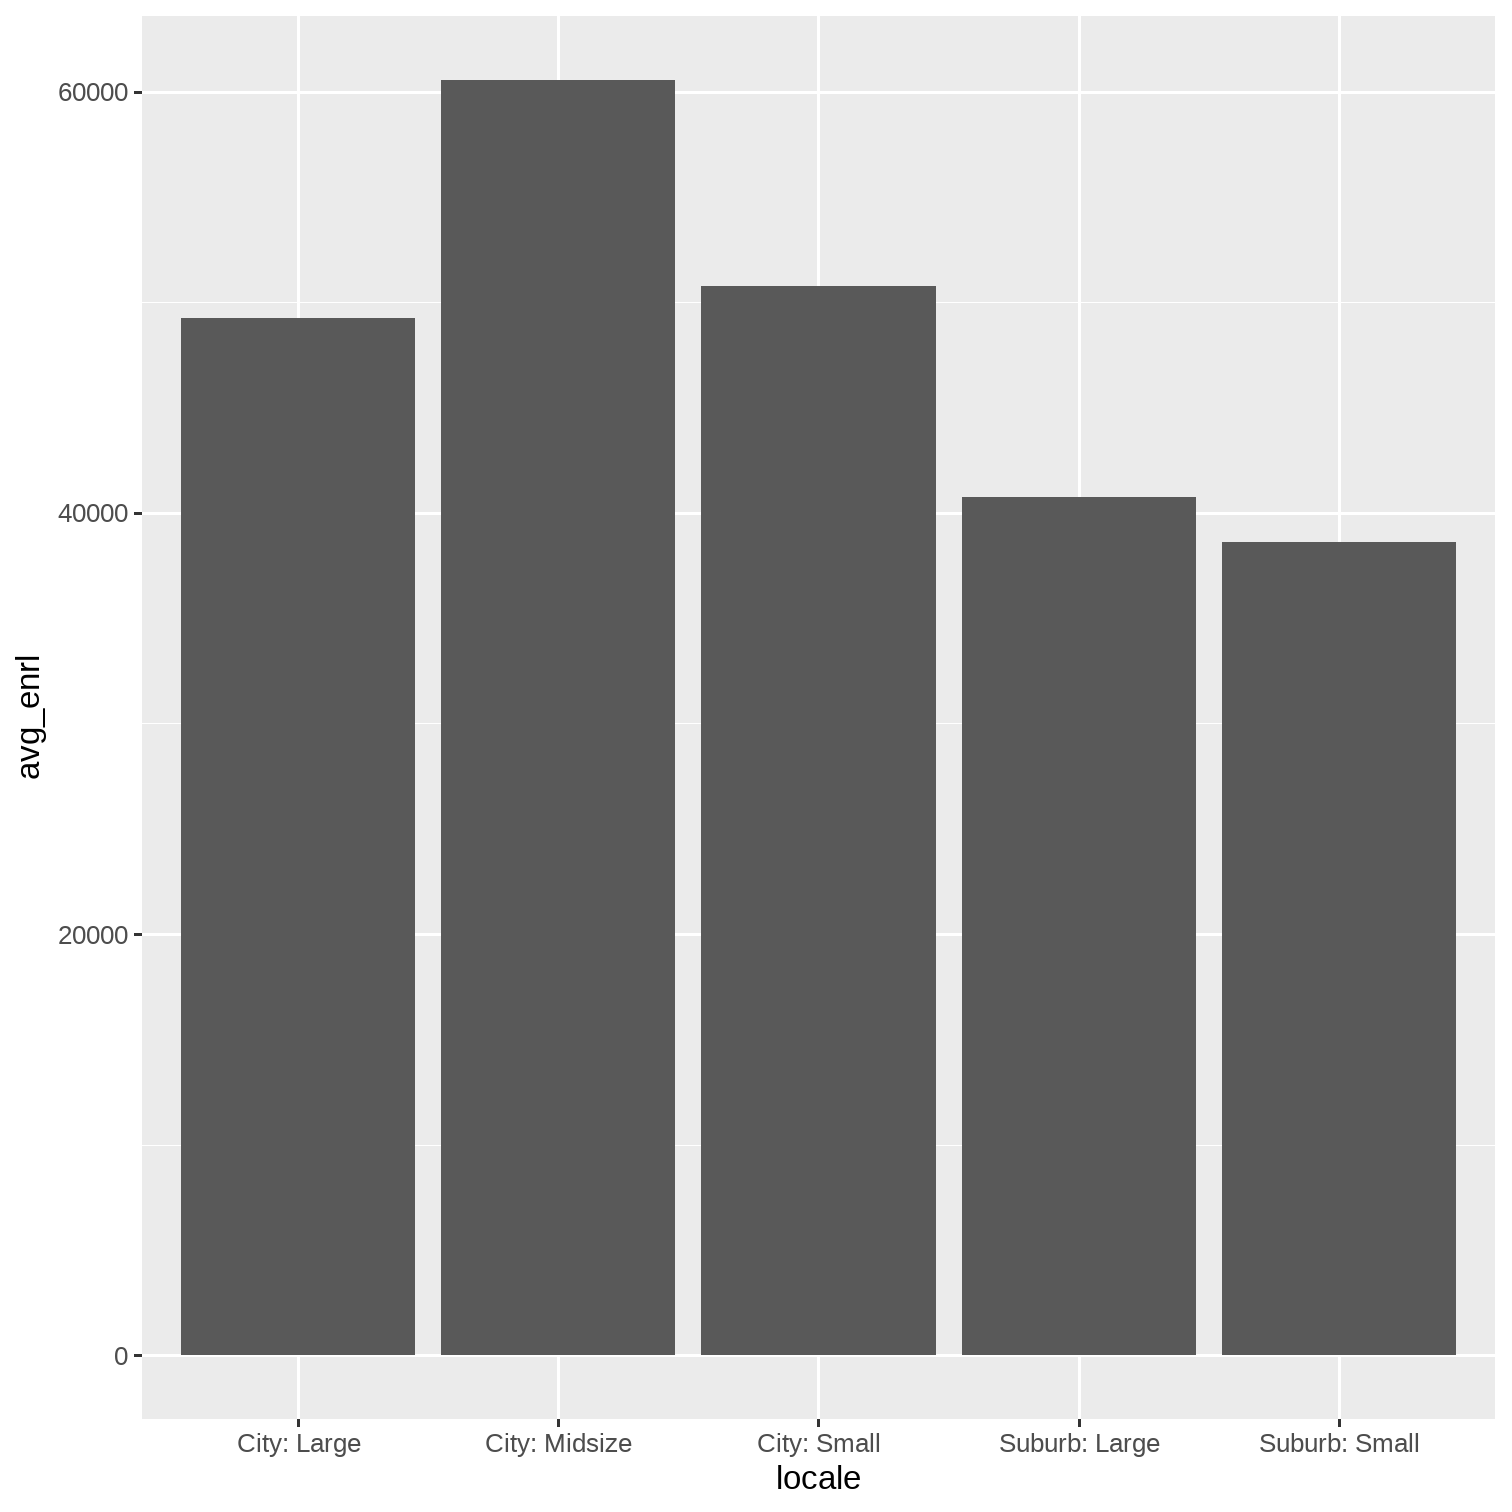 60000
40000
20000
0
avg_enrl
City: Large
City: Midsize
City: Small
Suburb: Large
Suburb: Small
locale